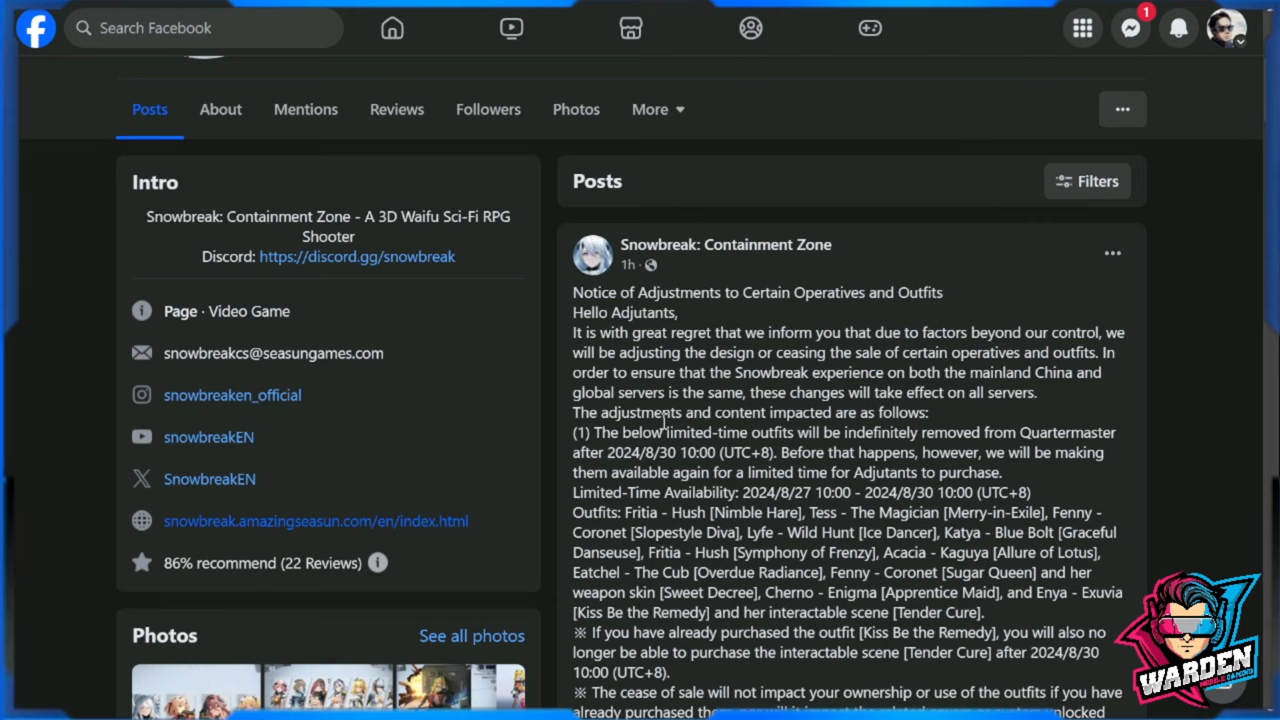 Search Facebook
1
Posts
About
Mentions
Reviews
Followers
Photos
More
Intro
Snowbreak: Containment Zone - A 3D Waifu Sci-Fi RPG
Shooter
Discord: https://discord.gg/snowbreak
Page · Video Game
snowbreakcs@seasungames.com
snowbreaken_official
snowbreakEN
SnowbreakEN
snowbreak.amazingseasun.com/en/index.html
86% recommend (22 Reviews)
Photos
See all photos
Posts
Filters
Snowbreak: Containment Zone
1h ·
Notice of Adjustments to Certain Operatives and Outfits
Hello Adjutants,
It is with great regret that we inform you that due to factors beyond our control, we
will be adjusting the design or ceasing the sale of certain operatives and outfits. In
order to ensure that the Snowbreak experience on both the mainland China and
global servers is the same, these changes will take effect on all servers.
The adjustments and content impacted are as follows:
(1) The below limited-time outfits will be indefinitely removed from Quartermaster
after 2024/8/30 10:00 (UTC+8). Before that happens, however, we will be making
them available again for a limited time for Adjutants to purchase.
Limited-Time Availability: 2024/8/27 10:00 - 2024/8/30 10:00 (UTC+8)
Outfits: Fritia - Hush [Nimble Hare], Tess - The Magician [Merry-in-Exile], Fenny -
Coronet [Slopestyle Diva], Lyfe - Wild Hunt [Ice Dancer], Katya - Blue Bolt [Graceful
Danseuse], Fritia - Hush [Symphony of Frenzy], Acacia - Kaguya [Allure of Lotus],
Eatchel - The Cub [Overdue Radiance], Fenny - Coronet [Sugar Queen] and her
weapon skin [Sweet Decree], Cherno - Enigma [Apprentice Maid], and Enya - Exuvia
[Kiss Be the Remedy] and her interactable scene [Tender Cure].
※ If you have already purchased the outfit [Kiss Be the Remedy], you will also no
longer be able to purchase the interactable scene [Tender Cure] after 2024/8/30
10:00 (UTC+8).
※ The cease of sale will not impact your ownership or use of the outfits if you have
WARDEN